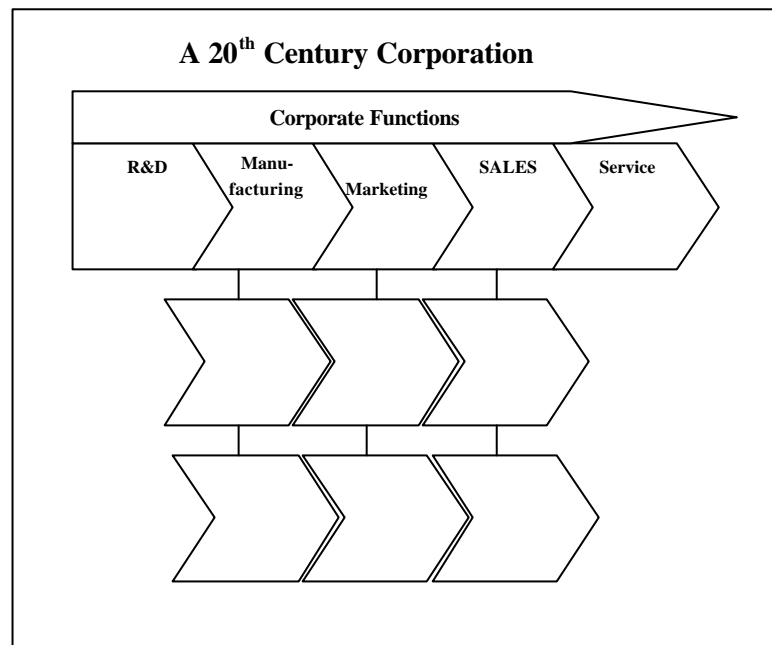 A 20th Century Corporation
Corporate Functions
R&D
Manu-
facturing
Marketing
SALES
Service